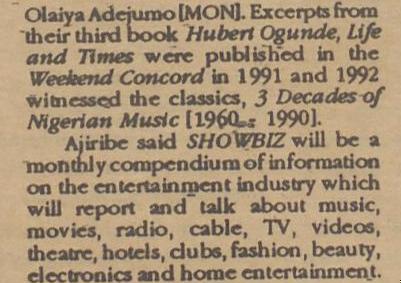 Olaiya Adejumo [MON]. Excerpts from
their third book Hubert Ogunde, Life
and Times were published in the
Weekend Concord in 1991 and 1992
witnessed the classics, 3 Decades of
Nigerian Music [1960 - 1990].
Ajiribe said SHOWBIZ will be a
monthly compendium of information
on the entertainment industry which
will report and talk about music,
movies, radio, cable, TV, videos,
theatre, hotels, clubs, fashion, beauty,
electronics and home entertainment.